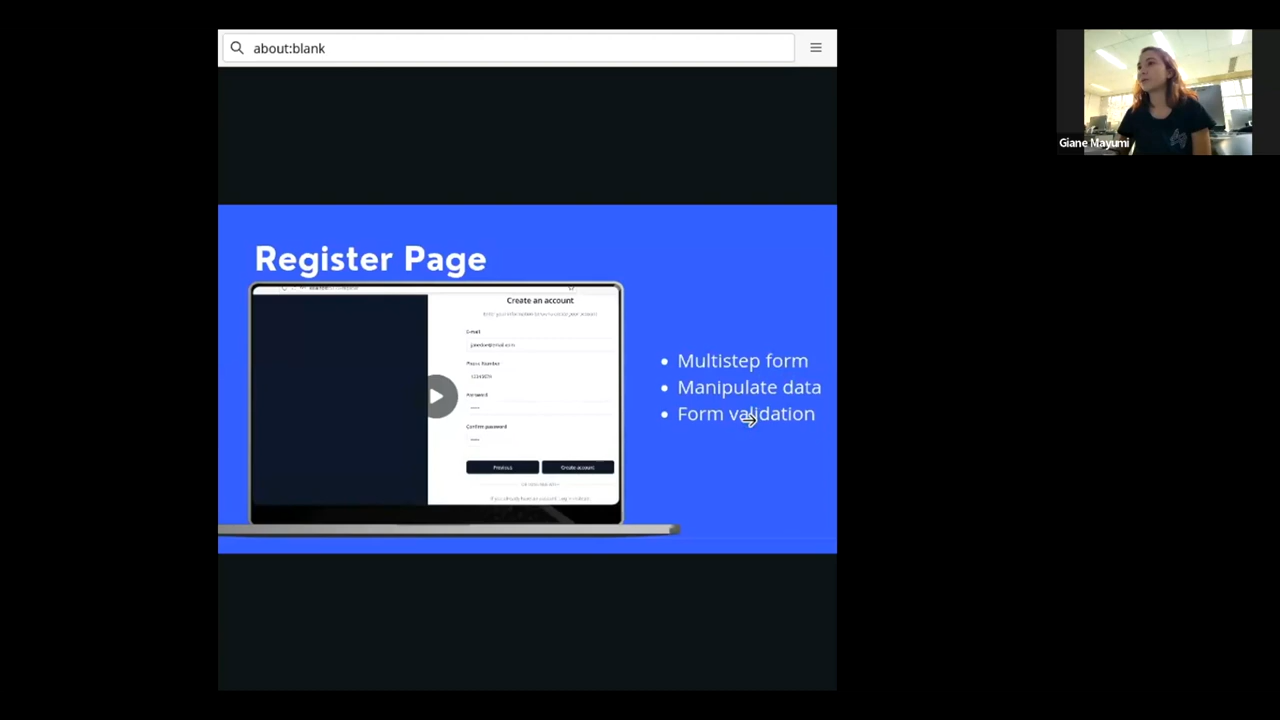 about:blank
Giane Mayumi
Register Page
Create an account
E-mail
Phone Number
Password
Confirm password
Previous
Create account
Multistep form
Manipulate data
Form validation